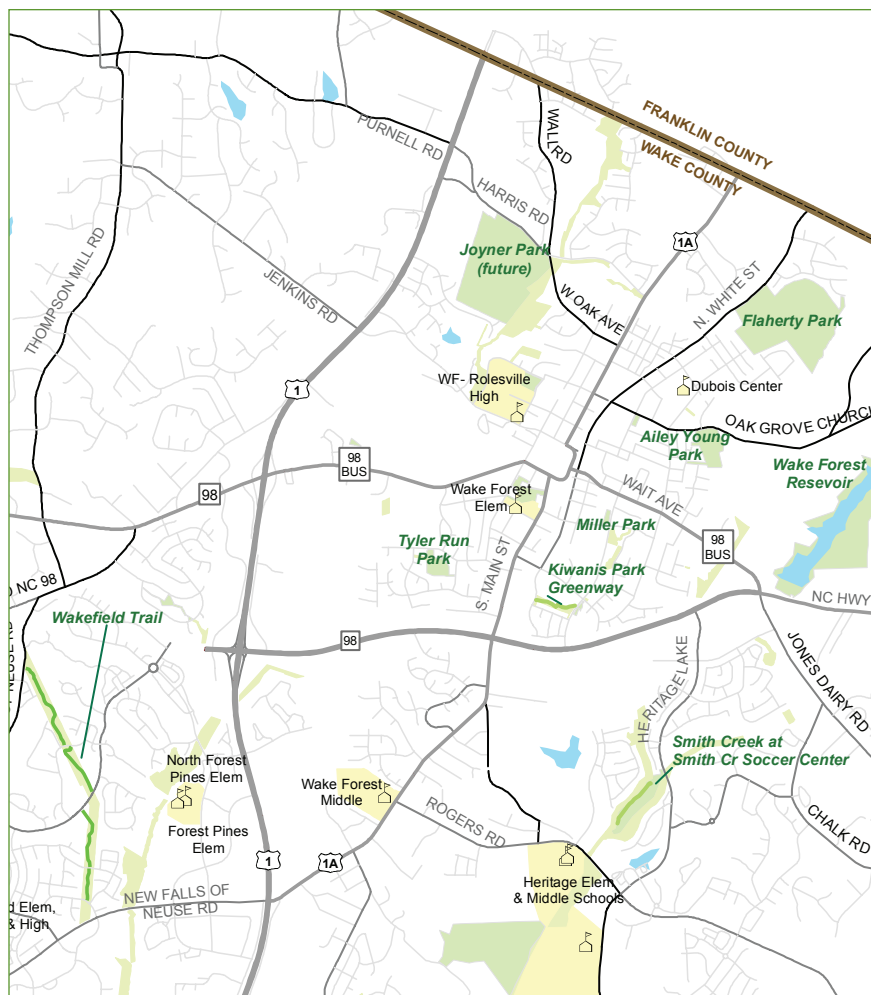 FRANKLIN COUNTY
WAKE COUNTY
WALL RD
PURNELL RD
HARRIS RD
1A
THOMPSON MILL RD
JENKINS RD
Joyner Park
(future)
N. WHITE ST
W OAK AVE
Flaherty Park
1
WF- Rolesville
High
Dubois Center
OAK GROVE CHURCH
Ailey Young
Park
98
BUS
98
Wake Forest
Resevoir
Wake Forest
Elem
WAIT AVE
Miller Park
Tyler Run
Park
98
BUS
S. MAIN ST
Kiwanis Park
Greenway
D NC 98
NC HWY
Wakefield Trail
NEUSE RD
98
HERITAGE LAKE
JONES DAIRY RD
Smith Creek at
Smith Cr Soccer Center
North Forest
Pines Elem
Wake Forest
Middle
ROGERS RD
CHALK RD
Forest Pines
Elem
1
1A
Heritage Elem
& Middle Schools
NEW FALLS OF
NEUSE RD
d Elem,
& High